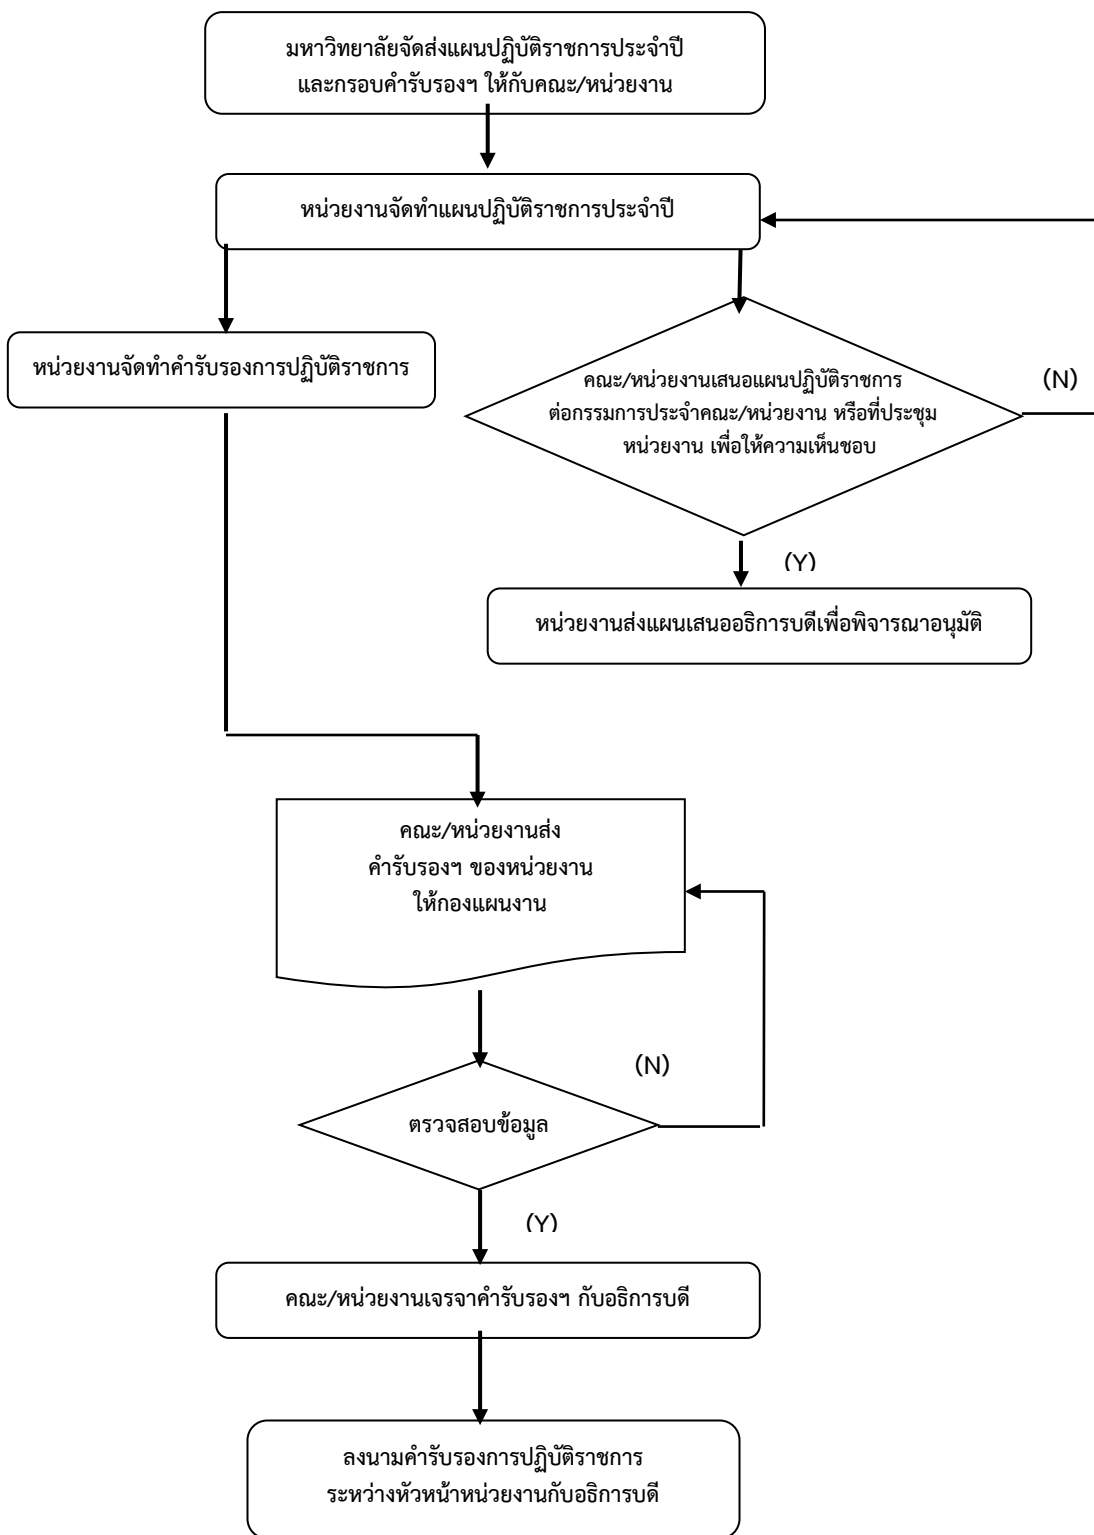 มหาวิทยาลัยจัดส่งแผนปฏิบัติราชการประจำปี
และกรอบคำรับรองฯ ให้กับคณะ/หน่วยงาน
หน่วยงานจัดทำแผนปฏิบัติราชการประจำปี
หน่วยงานจัดทำคำรับรองการปฏิบัติราชการ
คณะ/หน่วยงานเสนอแผนปฏิบัติราชการ
ต่อกรรมการประจำคณะ/หน่วยงาน หรือที่ประชุม
หน่วยงาน เพื่อให้ความเห็นชอบ
(N)
(Y)
หน่วยงานส่งแผนเสนออธิการบดีเพื่อพิจารณาอนุมัติ
คณะ/หน่วยงานส่ง
คำรับรองฯ ของหน่วยงาน
ให้กองแผนงาน
(N)
ตรวจสอบข้อมูล
(Y)
คณะ/หน่วยงานเจรจาคำรับรองฯ กับอธิการบดี
ลงนามคำรับรองการปฏิบัติราชการ
ระหว่างหัวหน้าหน่วยงานกับอธิการบดี